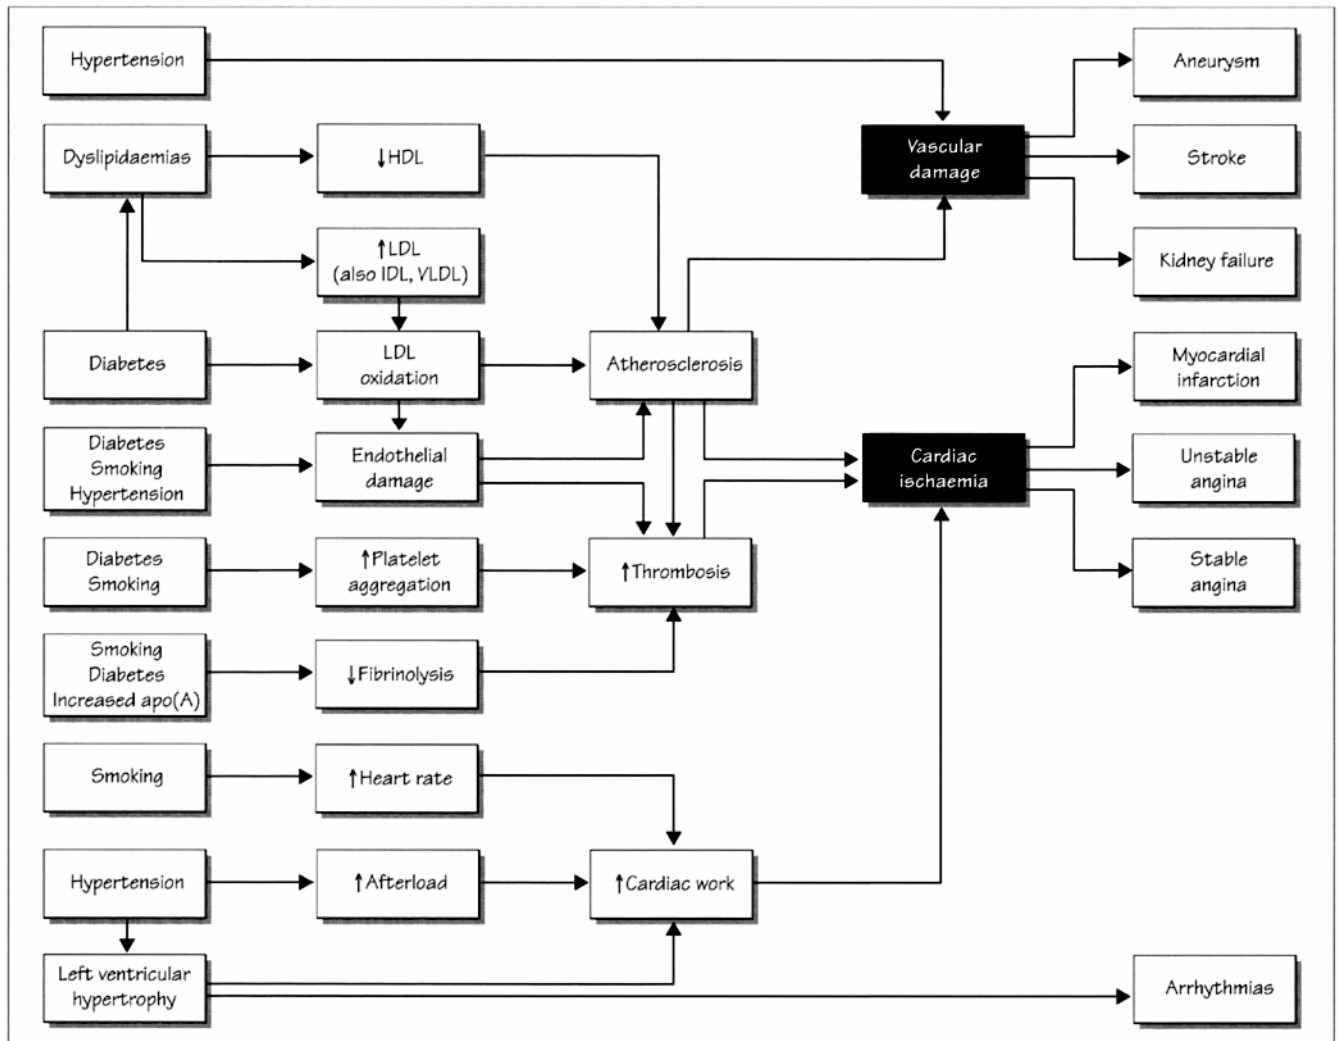 Hypertension
Aneurysm
Dyslipidaemias
↓HDL
Vascular
damage
Stroke
↑LDL
(also IDL, VLDL)
Kidney failure
Diabetes
LDL
oxidation
Atherosclerosis
Myocardial
infarction
Diabetes
Smoking
Hypertension
Endothelial
damage
Cardiac
ischaemia
Unstable
angina
Diabetes
Smoking
↑Platelet
aggregation
↑Thrombosis
Stable
angina
Smoking
Diabetes
Increased apo(A)
↓Fibrinolysis
Smoking
↑Heart rate
Hypertension
↑Afterload
↑Cardiac work
Left ventricular
hypertrophy
Arrhythmias